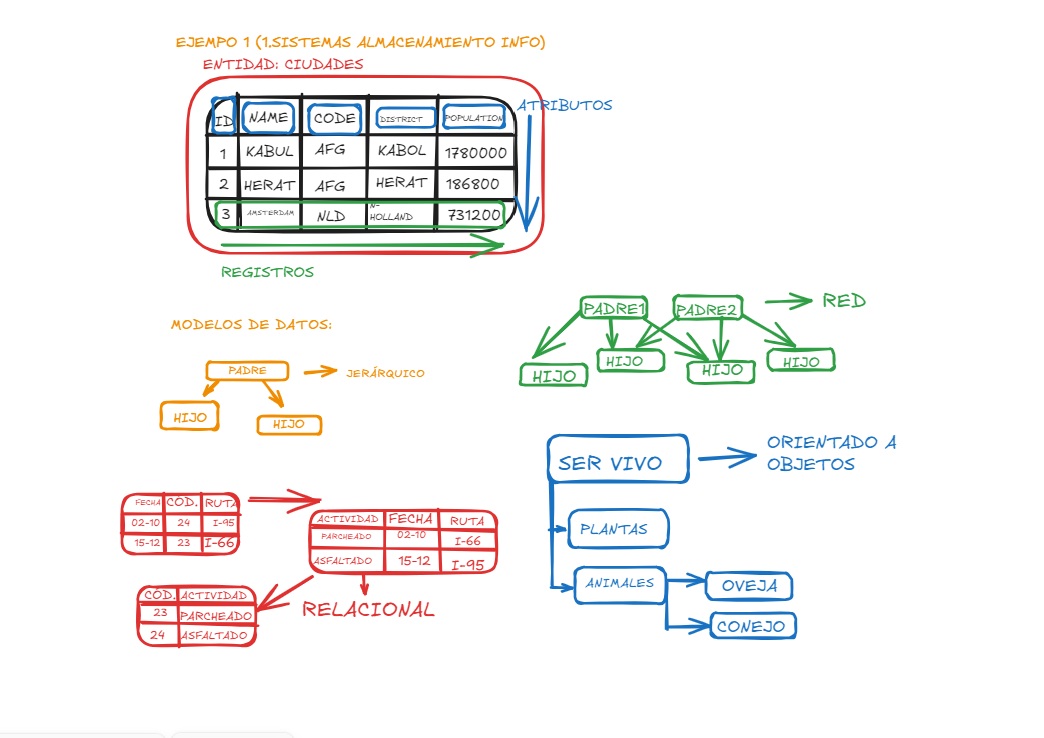 EJEMPO 1 (1.SISTEMAS ALMACENAMIENTO INFO)
ENTIDAD: CIUDADES
ATRIBUTOS
ID NAME CODE DISTRICT POPULATION
1 KABUL AFG KABOL 1780000
2 HERAT AFG HERAT 186800
3 AMSTERDAM NLD N-
HOLLAND 731200
REGISTROS
MODELOS DE DATOS:
PADRE
JERÁRQUICO
HIJO
HIJO
PADRE1 PADRE2 RED
HIJO HIJO HIJO HIJO
FECHA CÓD. RUTA
02-10 24 I-95
15-12 23 I-66
ACTIVIDAD FECHA RUTA
PARCHEADO 02-10 I-66
ASFALTADO 15-12 I-95
CÓD. ACTIVIDAD
23 PARCHEADO
24 ASFALTADO
RELACIONAL
SER VIVO
ORIENTADO A
OBJETOS
PLANTAS
ANIMALES
OVEJA
CONEJO